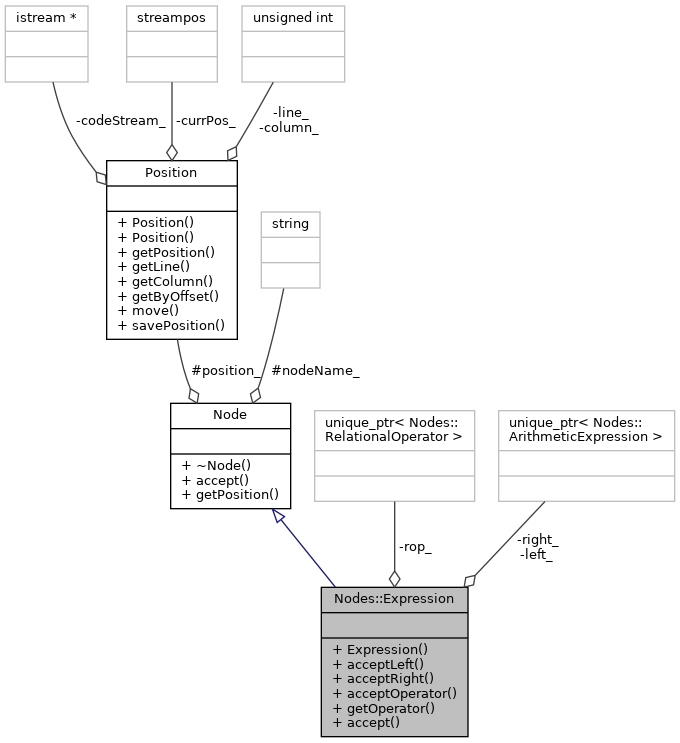 istream *
streampos
unsigned int
-codeStream_
-currPos_
-line_
-column_
Position
+ Position()
+ Position()
+ getPosition()
+ getLine()
+ getColumn()
+ getByOffset()
+ move()
+ savePosition()
string
#position_
#nodeName_
Node
+ ~Node()
+ accept()
+ getPosition()
unique_ptr< Nodes::
RelationalOperator >
unique_ptr< Nodes::
ArithmeticExpression >
-rop_
-right_
-left_
Nodes::Expression
+ Expression()
+ acceptLeft()
+ acceptRight()
+ acceptOperator()
+ getOperator()
+ accept()